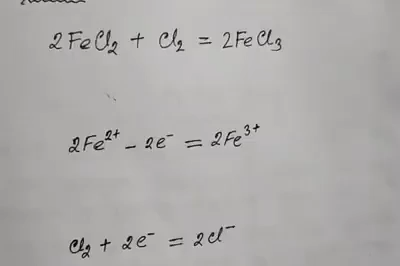 2FeCl₂ + Cl₂ = 2FeCl₃
2Fe²⁺ - 2e⁻ = 2Fe³⁺
Cl₂ + 2e⁻ = 2Cl⁻